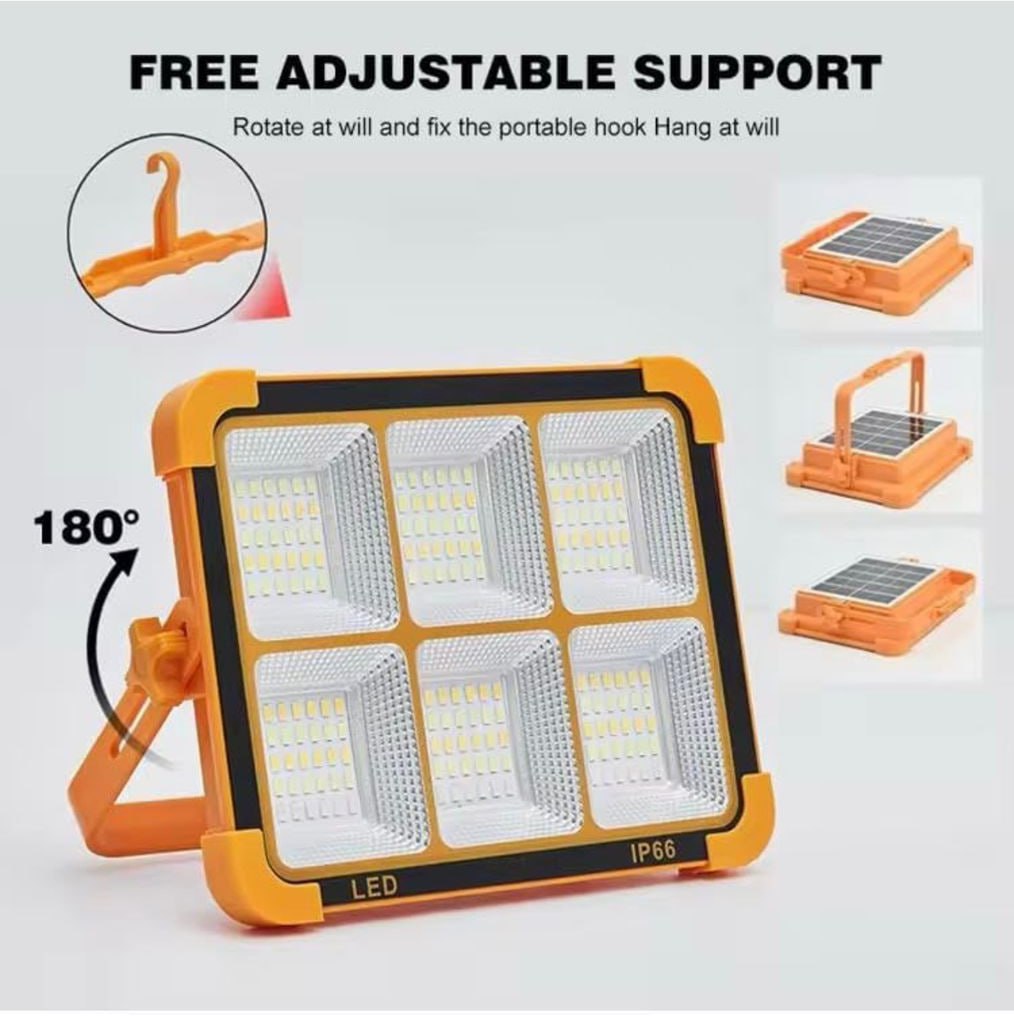 FREE ADJUSTABLE SUPPORT
Rotate at will and fix the portable hook Hang at will
180°
LED
IP66